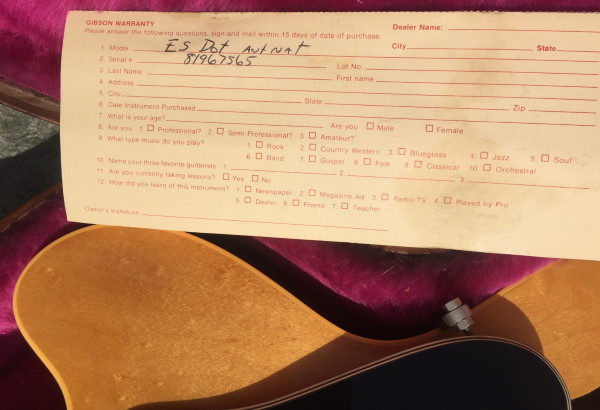 GIBSON WARRANTY
Please answer the following questions, sign and mail within 15 days of date of purchase.
Dealer Name:
City State
1. Model ES Dot Ant Nat
2. Serial # 81967565 Lot No.
3. Last Name First name
4. Address
5. City State Zip
6. Date Instrument Purchased
7. What is your age? Are you Male Female
8. Are you 1. Professional? 2. Semi-Professional? 3. Amateur?
9. What type music do you play? 1. Rock 2. Country Western 3. Bluegrass 4. Jazz 5. Soul
6. Band 7. Gospel 8. Folk 9. Classical 10. Orchestral
10. Name your three favorite guitarists 1. 2. 3.
11. Are you currently taking lessons? Yes No
12. How did you learn of this instrument? 1. Newspaper 2. Magazine Ad 3. Radio/TV 4. Played by Pro
5. Dealer 6. Friend 7. Teacher
Owner's signature